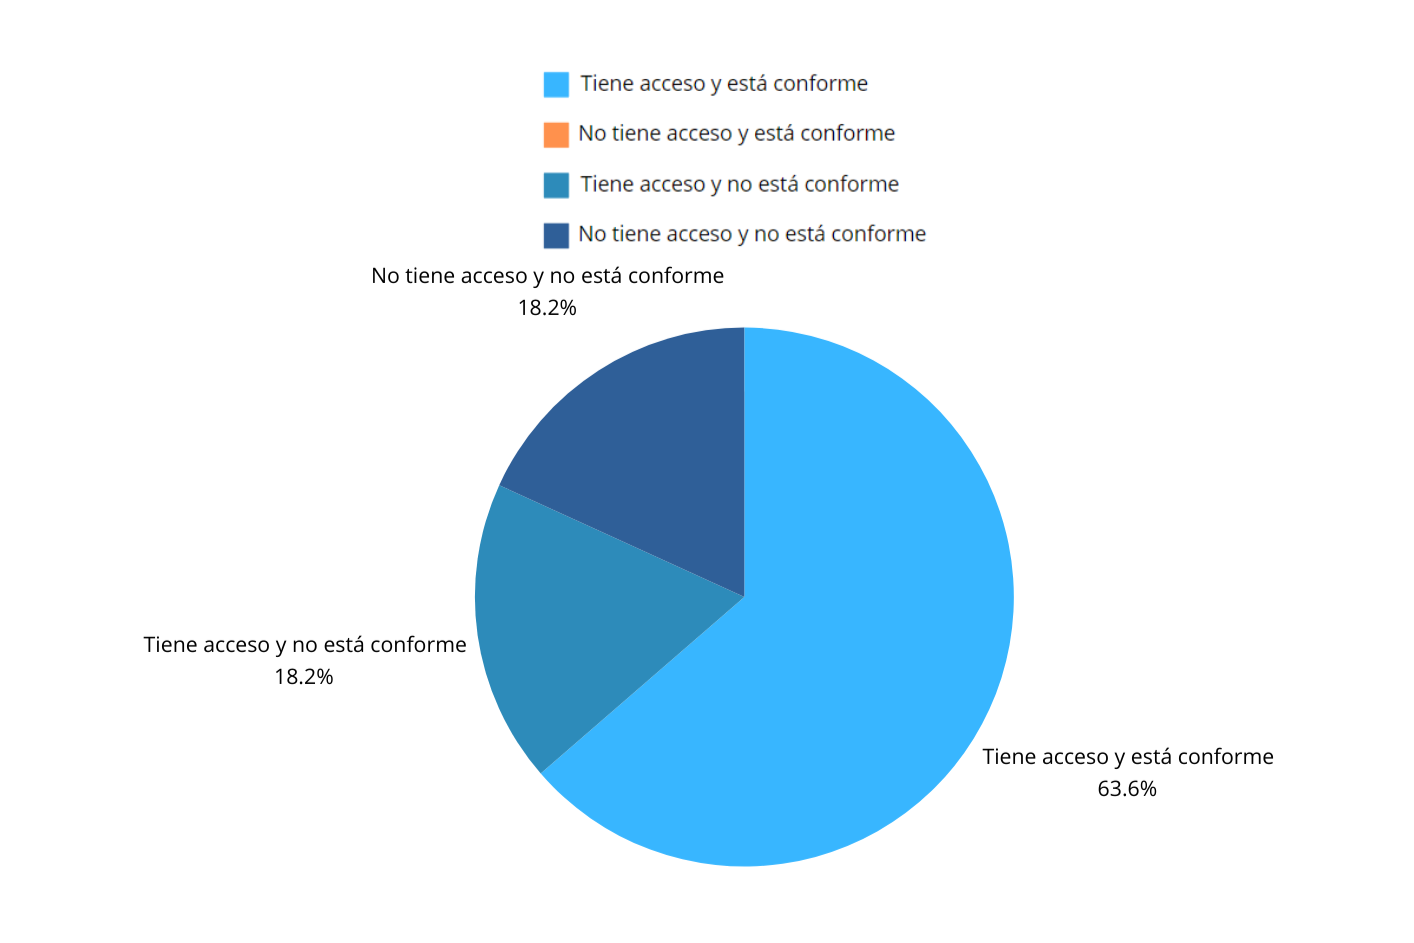 Tiene acceso y está conforme
No tiene acceso y está conforme
Tiene acceso y no está conforme
No tiene acceso y no está conforme
No tiene acceso y no está conforme
18.2%
Tiene acceso y no está conforme
18.2%
Tiene acceso y está conforme
63.6%